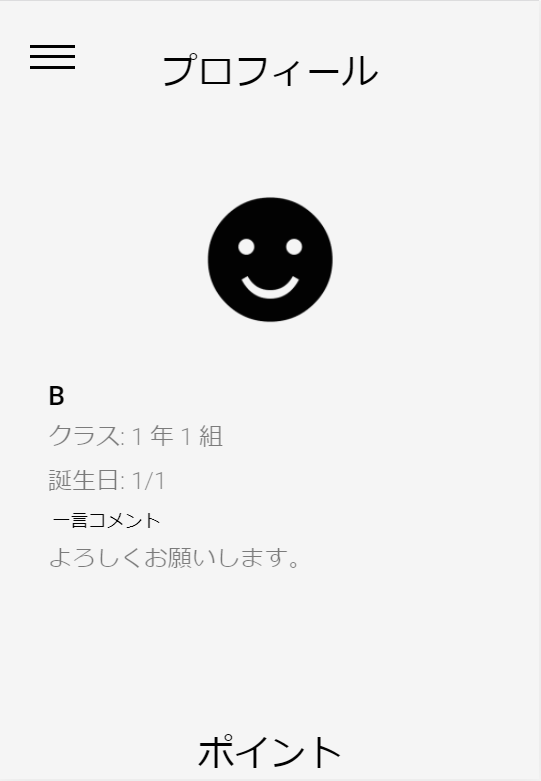 プロフィール
B
クラス: 1 年 1 組
誕生日: 1/1
一言コメント
よろしくお願いします。
ポイント